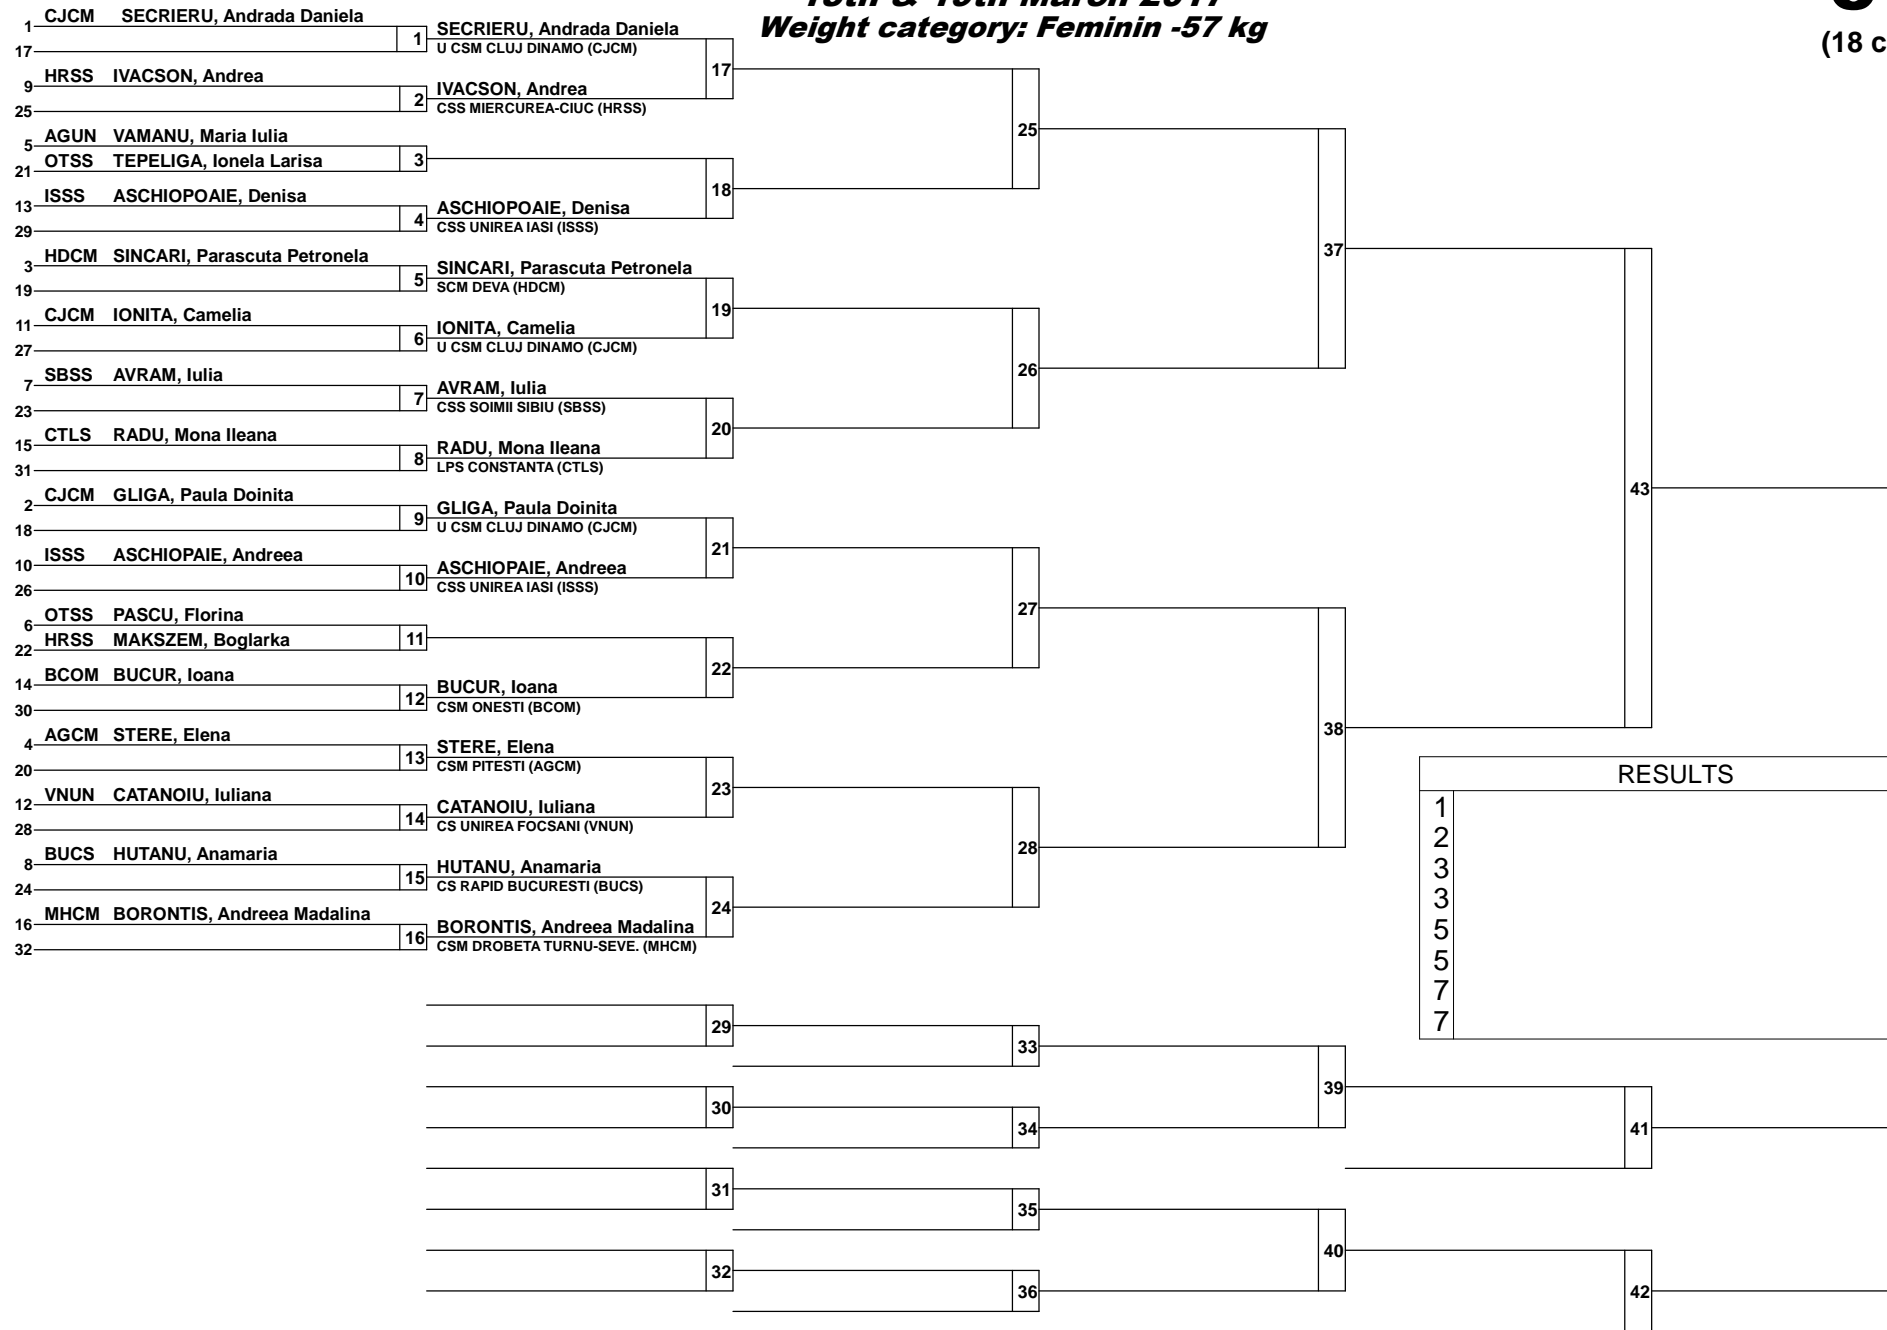 Weight category: Feminin -57 kg
(18 c
1 CJCM SECRIERU, Andrada Daniela
17
9 HRSS IVACSON, Andrea
25
5 AGUN VAMANU, Maria Iulia
21 OTSS TEPELIGA, Ionela Larisa
13 ISSS ASCHIOPOAIE, Denisa
29
3 HDCM SINCARI, Parascuta Petronela
19
11 CJCM IONITA, Camelia
27
7 SBSS AVRAM, Iulia
23
15 CTLS RADU, Mona Ileana
31
2 CJCM GLIGA, Paula Doinita
18
10 ISSS ASCHIOPAIE, Andreea
26
6 OTSS PASCU, Florina
22 HRSS MAKSZEM, Boglarka
14 BCOM BUCUR, Ioana
30
4 AGCM STERE, Elena
20
12 VNUN CATANOIU, Iuliana
28
8 BUCS HUTANU, Anamaria
24
16 MHCM BORONTIS, Andreea Madalina
32
1 SECRIERU, Andrada Daniela
U CSM CLUJ DINAMO (CJCM)
2 IVACSON, Andrea
CSS MIERCUREA-CIUC (HRSS)
3
4 ASCHIOPOAIE, Denisa
CSS UNIREA IASI (ISSS)
5 SINCARI, Parascuta Petronela
SCM DEVA (HDCM)
6 IONITA, Camelia
U CSM CLUJ DINAMO (CJCM)
7 AVRAM, Iulia
CSS SOIMII SIBIU (SBSS)
8 RADU, Mona Ileana
LPS CONSTANTA (CTLS)
9 GLIGA, Paula Doinita
U CSM CLUJ DINAMO (CJCM)
10 ASCHIOPAIE, Andreea
CSS UNIREA IASI (ISSS)
11
12 BUCUR, Ioana
CSM ONESTI (BCOM)
13 STERE, Elena
CSM PITESTI (AGCM)
14 CATANOIU, Iuliana
CS UNIREA FOCSANI (VNUN)
15 HUTANU, Anamaria
CS RAPID BUCURESTI (BUCS)
16 BORONTIS, Andreea Madalina
CSM DROBETA TURNU-SEVE. (MHCM)
17
18
19
20
21
22
23
24
25
26
27
28
37
38
43
RESULTS
1
2
3
3
5
5
7
7
29
30
31
32
33
34
35
36
39
40
41
42